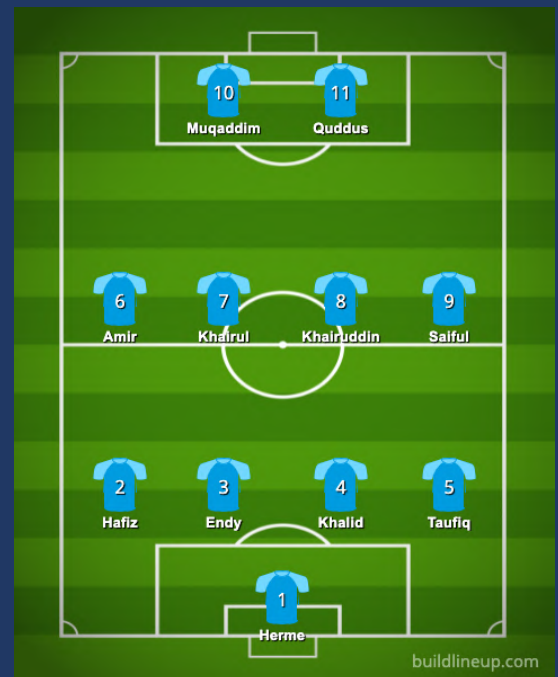 10 11
Muqaddim Quddus
6 7 8 9
Amir Khairul Khairuddin Saiful
2 3 4 5
Hafiz Endy Khalid Taufiq
1
Herme
buildlineup.com